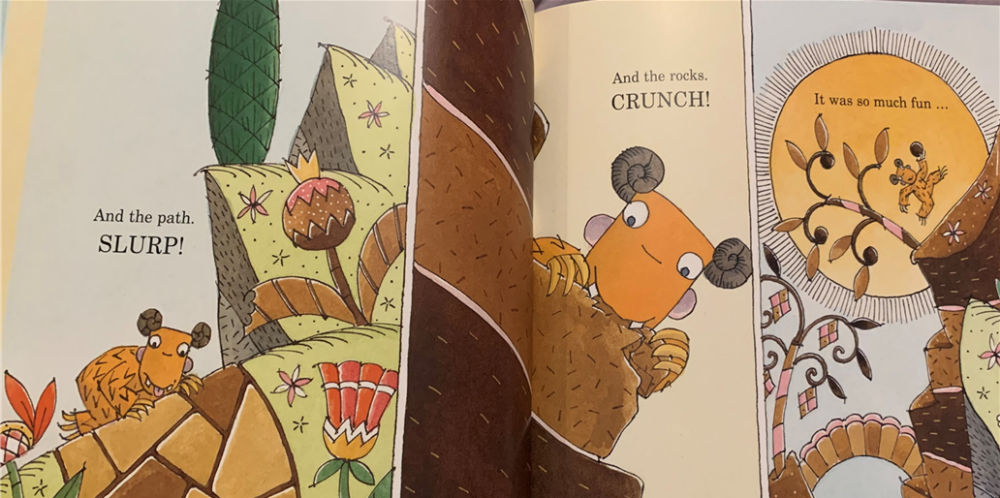 And the path.
SLURP!
And the rocks.
CRUNCH!
It was so much fun ...